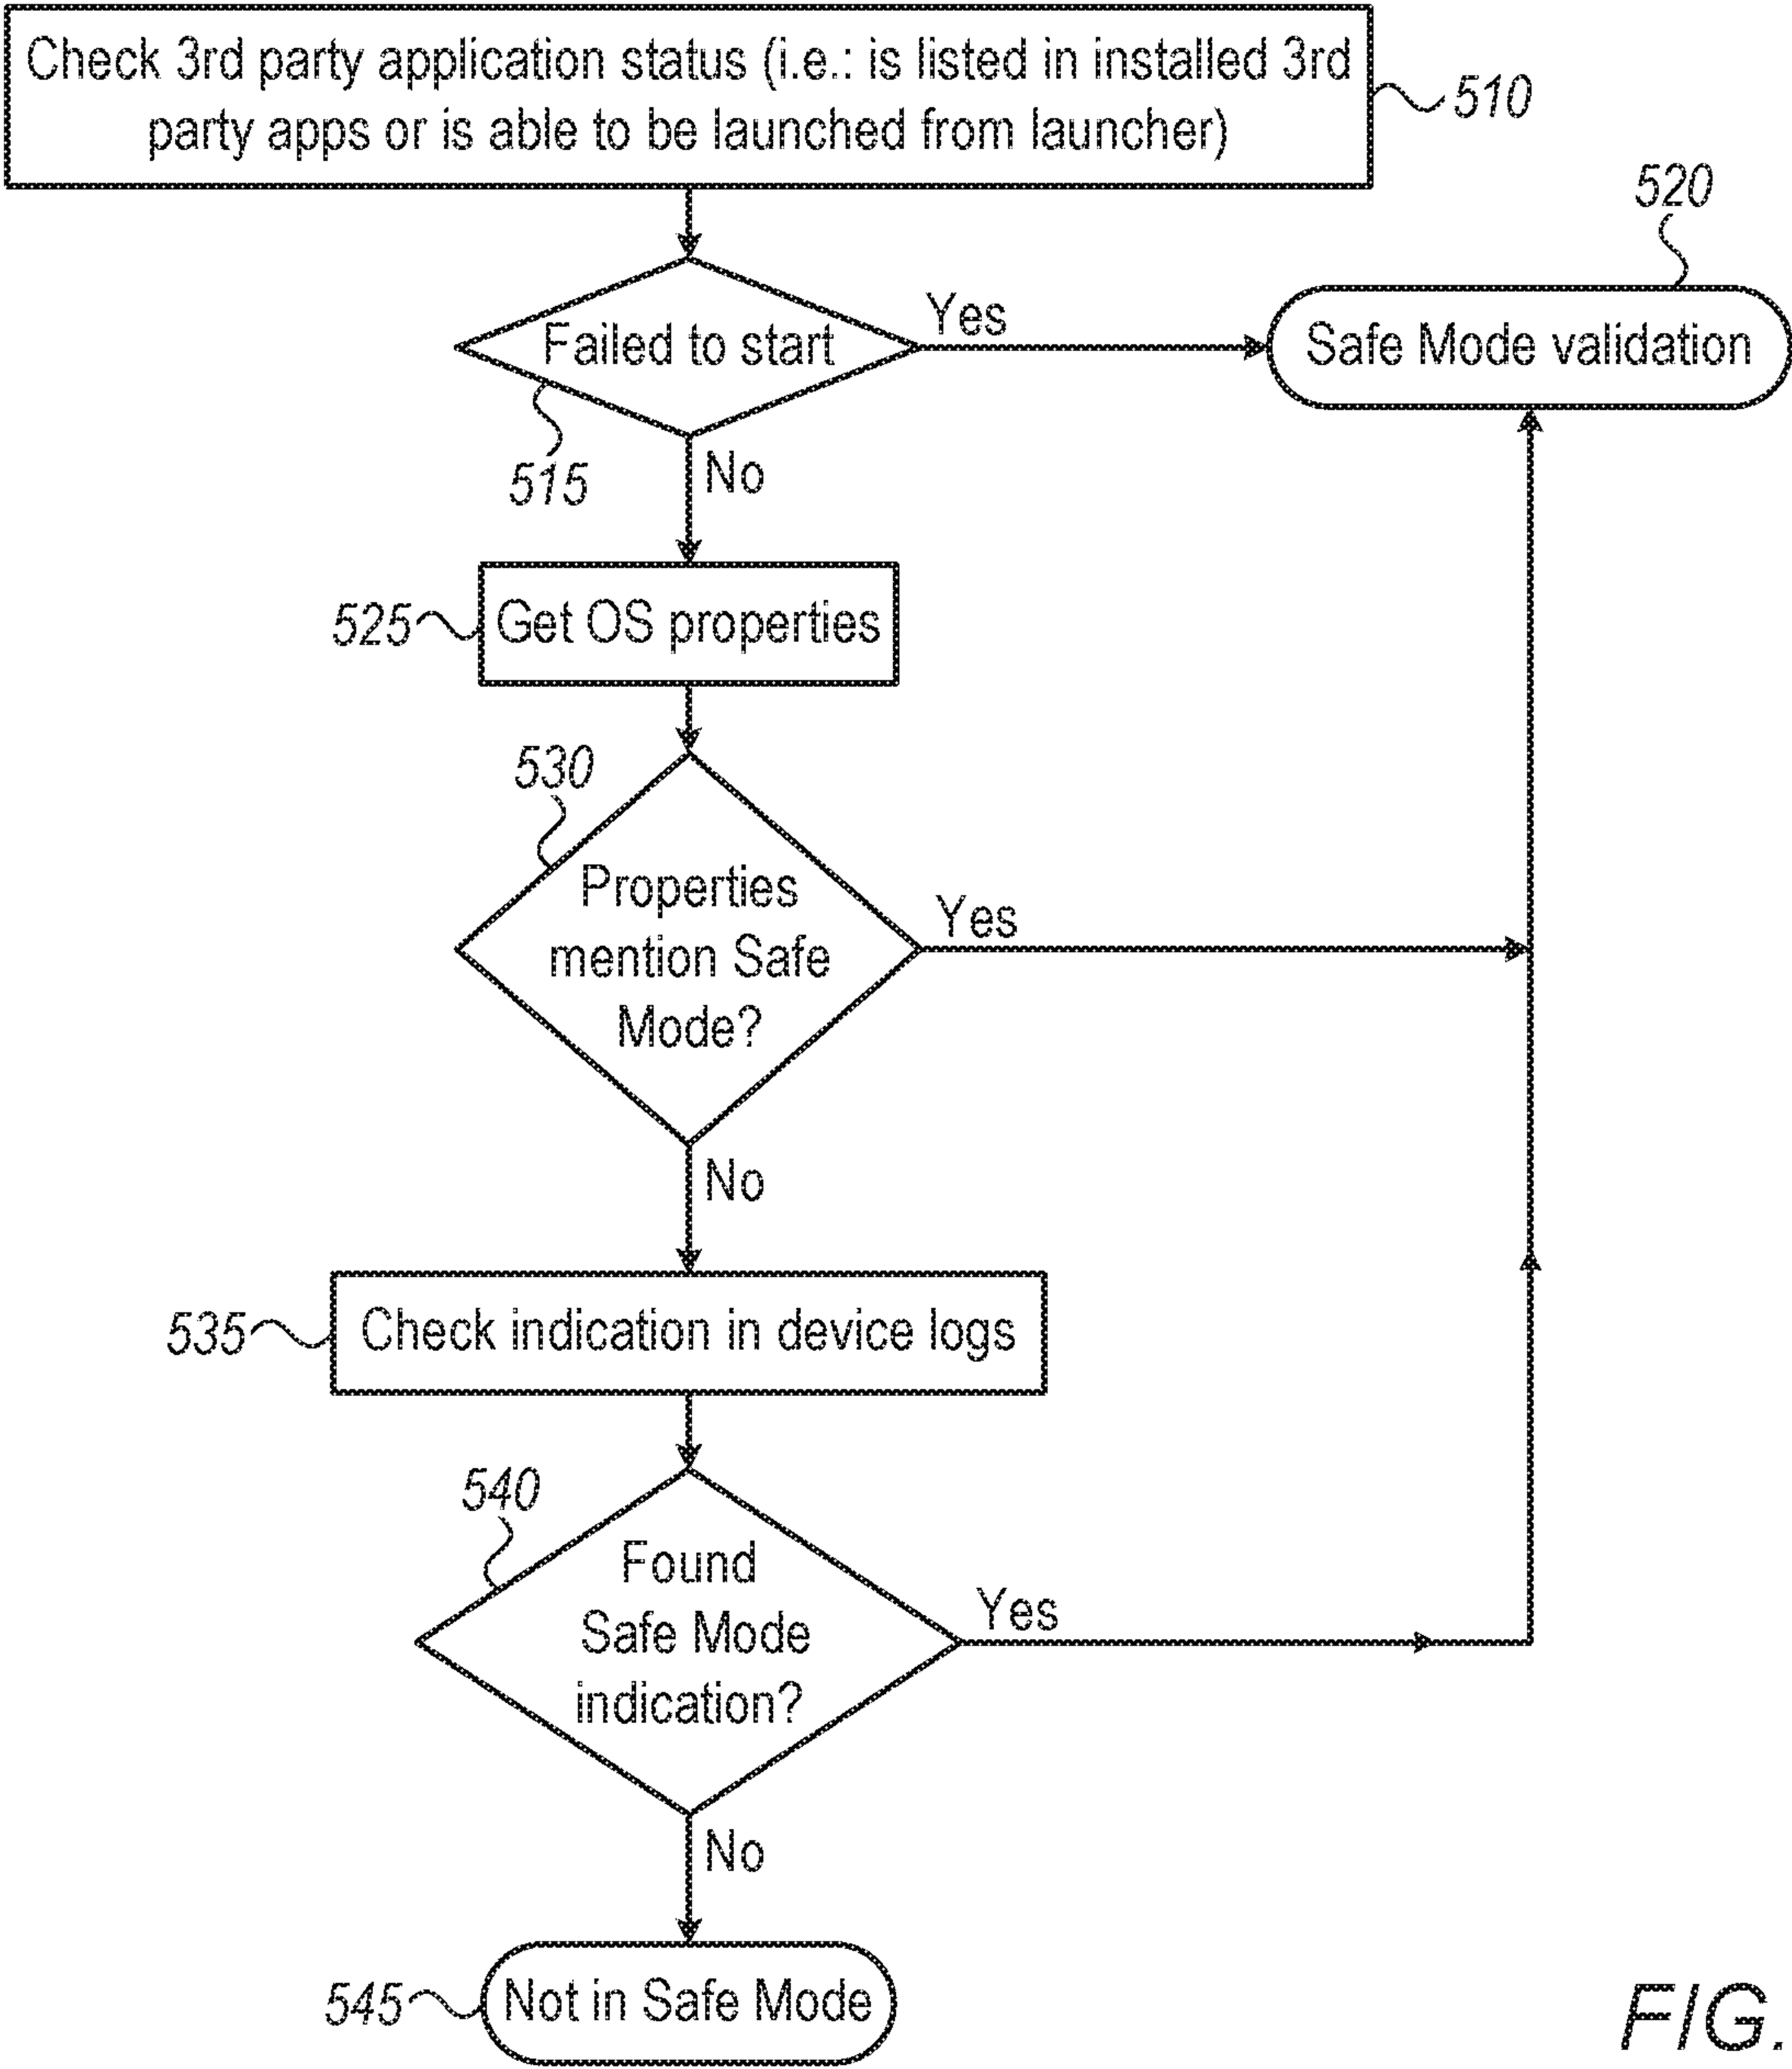 Check 3rd party application status (i.e.: is listed in installed 3rd
party apps or is able to be launched from launcher)
510
520
Failed to start
Yes
Safe Mode validation
515
No
525
Get OS properties
530
Properties
mention Safe
Mode?
Yes
No
535
Check indication in device logs
540
Found
Safe Mode
indication?
Yes
No
545
Not in Safe Mode
FIG.